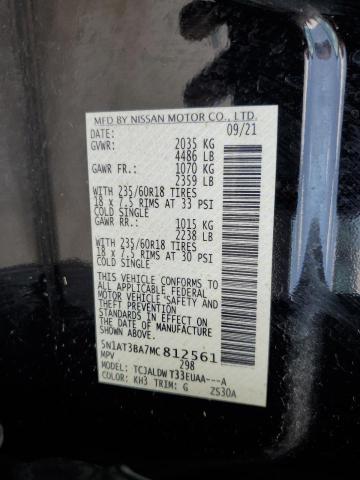 MFD BY NISSAN MOTOR CO., LTD.
DATE: 09/21
GVWR: 2035 KG
4486 LB
GAWR FR.: 1070 KG
2359 LB
WITH 235/60R18 TIRES
18 x 7.5 RIMS AT 33 PSI
COLD SINGLE
GAWR RR.: 1015 KG
2238 LB
WITH 235/60R18 TIRES
18 x 7.5 RIMS AT 30 PSI
COLD SINGLE
THIS VEHICLE CONFORMS TO
ALL APPLICABLE FEDERAL
MOTOR VEHICLE SAFETY AND
THEFT PREVENTION
STANDARDS IN EFFECT ON
THE DATE OF MANUFACTURE
SHOWN ABOVE.
5N1AT3BA7MC812561
MPV 298
MODEL: TCJALDWT33EUAA---A
COLOR: KH3 TRIM: G ZS30A